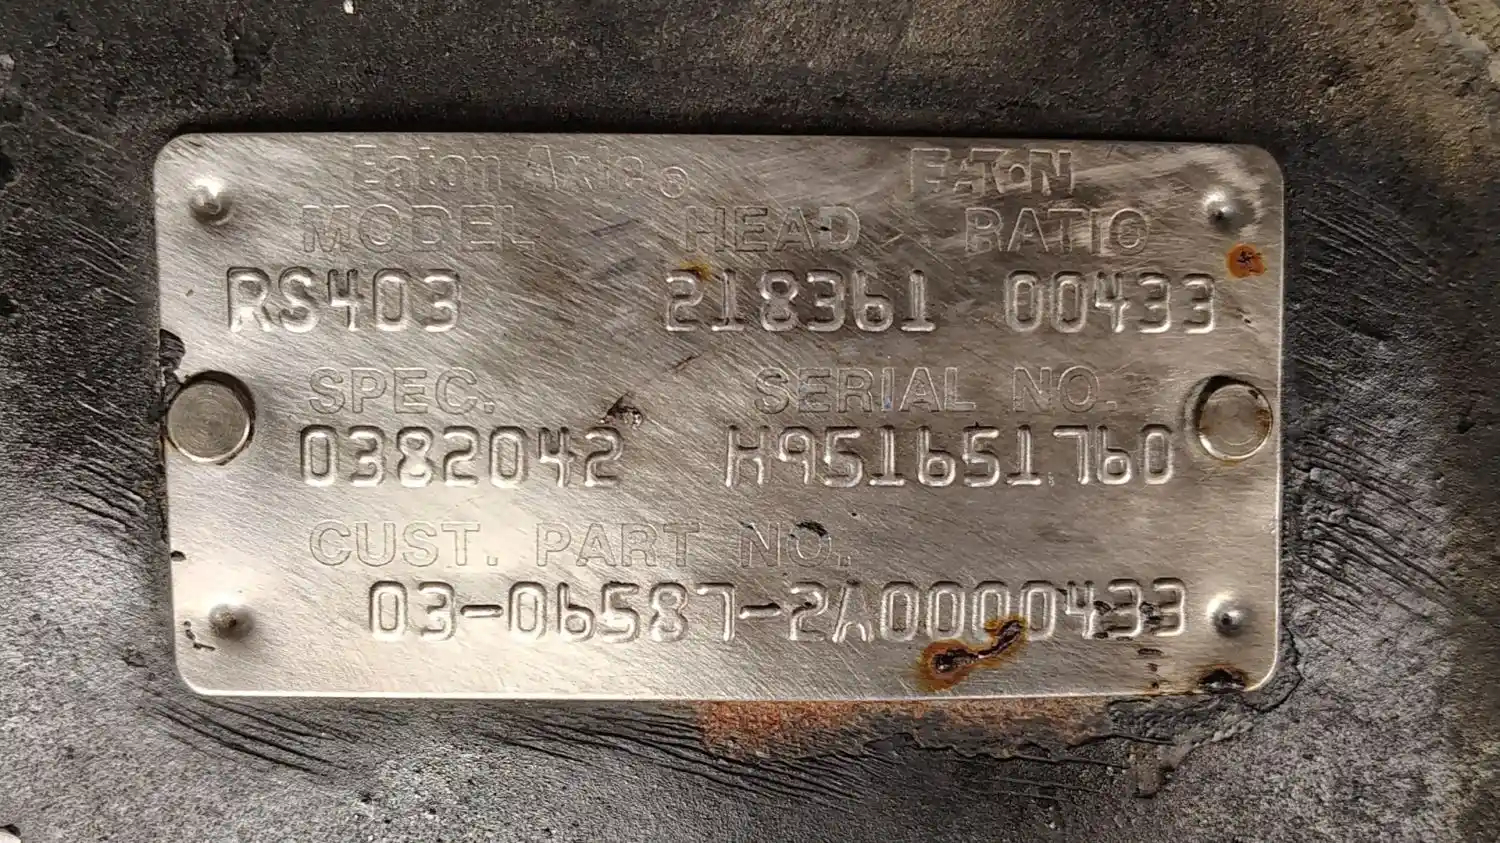 Eaton Axle® EATON
MODEL HEAD RATIO
RS403 218361 00433
SPEC. SERIAL NO.
0382042 H951651760
CUST. PART NO.
03-06587-2A0000433